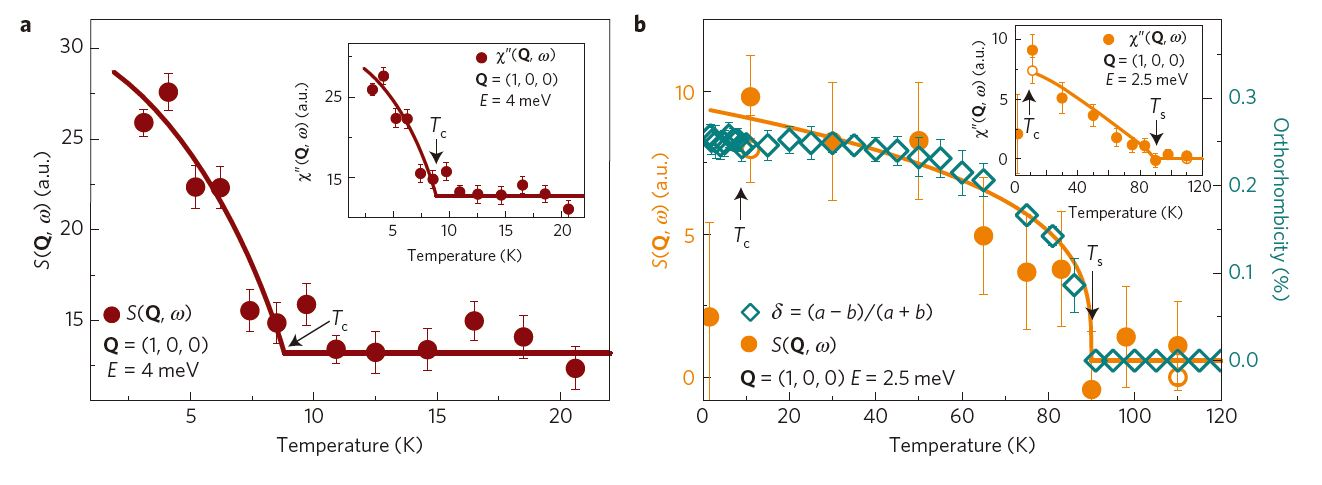 a
30
25
20
15
S(Q, ω) (a.u.)
S(Q, ω)
Q = (1, 0, 0)
E = 4 meV
Tc
5
10
15
20
Temperature (K)
χ″(Q, ω)
Q = (1, 0, 0)
E = 4 meV
Tc
25
15
χ″(Q, ω) (a.u.)
5
10
15
20
Temperature (K)
b
10
5
0
S(Q, ω) (a.u.)
Tc
Ts
δ = (a − b)/(a + b)
S(Q, ω)
Q = (1, 0, 0) E = 2.5 meV
0
20
40
60
80
100
120
Temperature (K)
0.3
0.2
0.1
0.0
Orthorhombicity (%)
χ″(Q, ω)
Q = (1, 0, 0)
E = 2.5 meV
Ts
Tc
10
5
0
χ″(Q, ω) (a.u.)
0
40
80
120
Temperature (K)